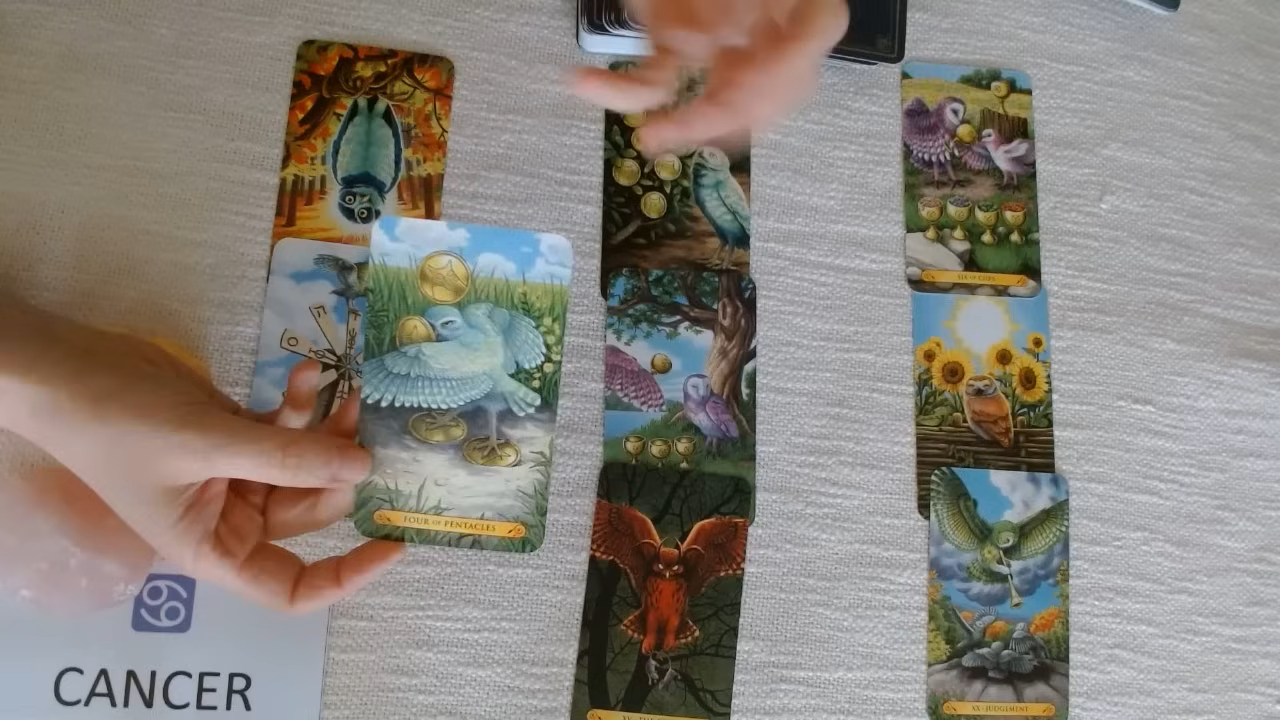 SIX OF CUPS
FOUR OF PENTACLES
XX · JUDGEMENT
CANCER